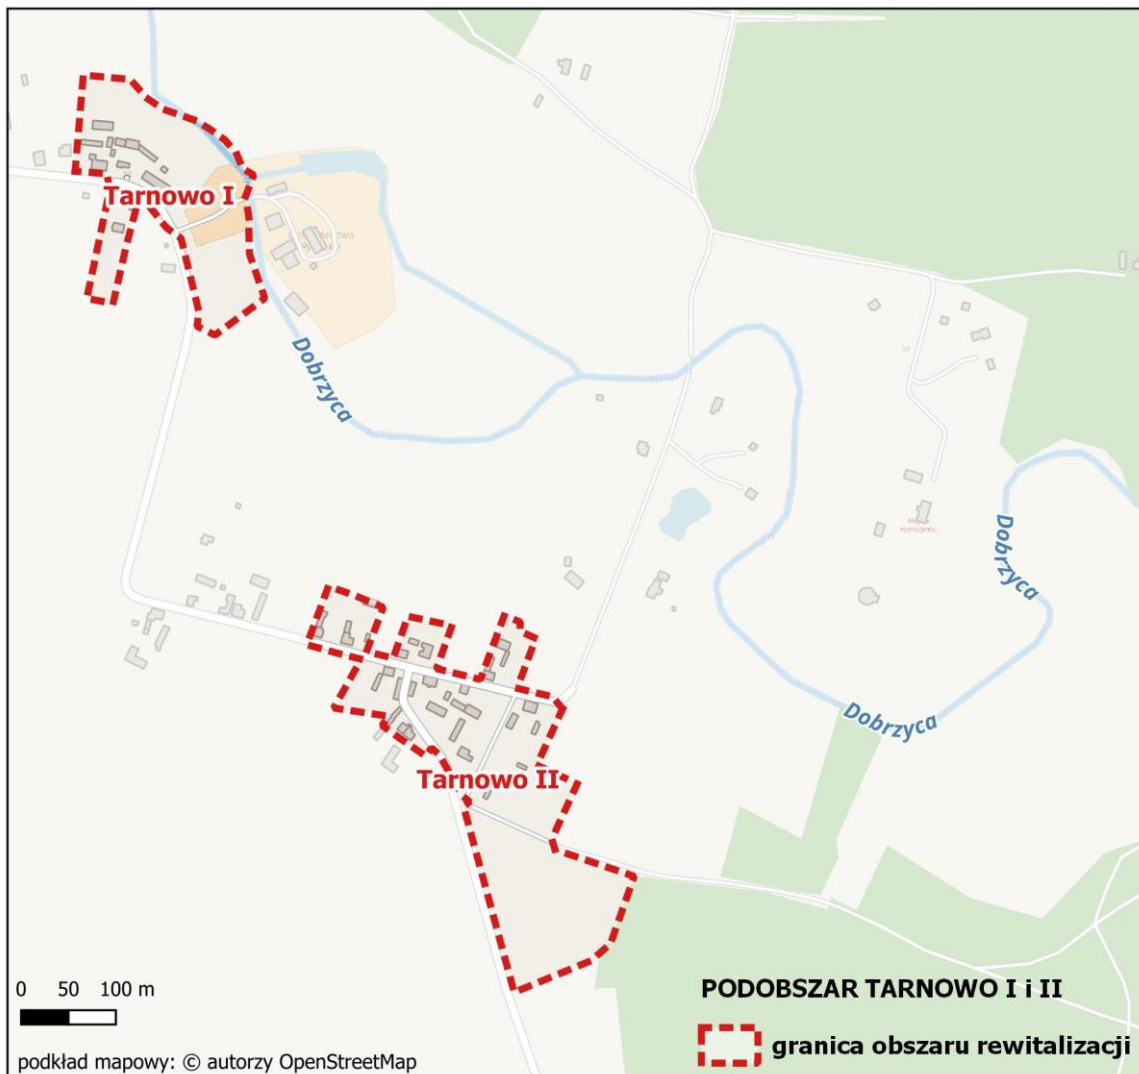 Tarnowo I
Dobrzyca
Dobrzyca
Dobrzyca
Tarnowo II
0 50 100 m
PODOBSZAR TARNOWO I i II
granica obszaru rewitalizacji
podkład mapowy: © autorzy OpenStreetMap